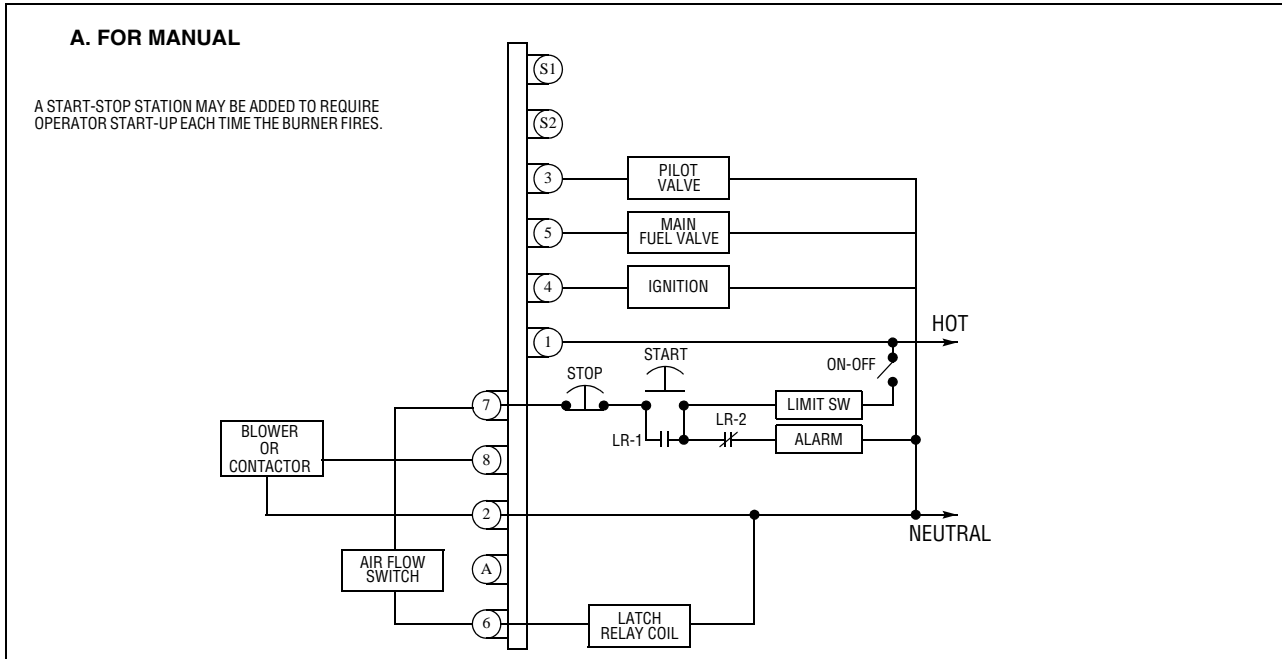 A. FOR MANUAL
A START-STOP STATION MAY BE ADDED TO REQUIRE
OPERATOR START-UP EACH TIME THE BURNER FIRES.
S1
S2
3
PILOT
VALVE
5
MAIN
FUEL VALVE
4
IGNITION
1
HOT
ON-OFF
START
STOP
7
LIMIT SW
LR-1
LR-2
ALARM
BLOWER
OR
CONTACTOR
8
2
NEUTRAL
AIR FLOW
SWITCH
A
6
LATCH
RELAY COIL